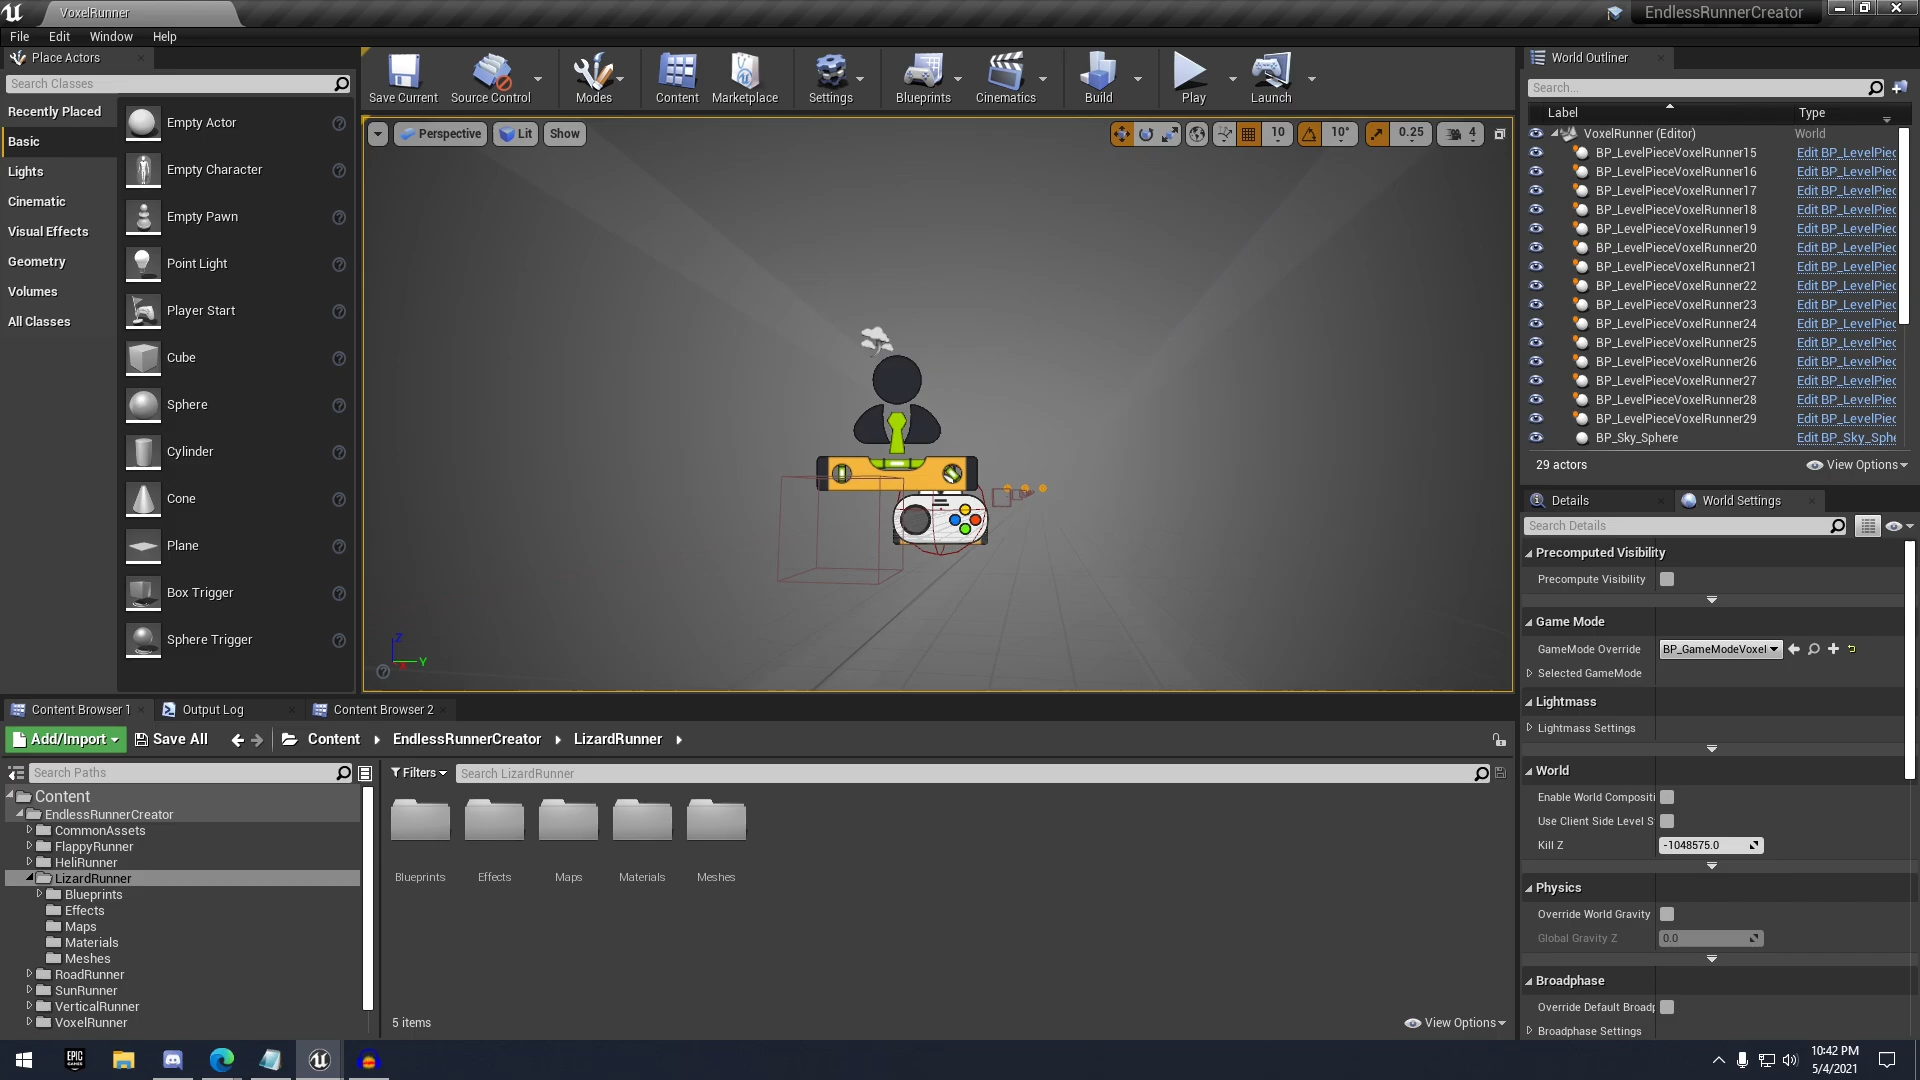 VoxelRunner
EndlessRunnerCreator
File Edit Window Help
Place Actors
Search Classes
Recently Placed
Basic
Lights
Cinematic
Visual Effects
Geometry
Volumes
All Classes
Empty Actor
Empty Character
Empty Pawn
Point Light
Player Start
Cube
Sphere
Cylinder
Cone
Plane
Box Trigger
Sphere Trigger
Save Current
Source Control
Modes
Content
Marketplace
Settings
Blueprints
Cinematics
Build
Play
Launch
Perspective
Lit
Show
10
10°
0.25
4
Z
Y
World Outliner
Search...
Label Type
VoxelRunner (Editor) World
BP_LevelPieceVoxelRunner15 Edit BP_LevelPiec
BP_LevelPieceVoxelRunner16 Edit BP_LevelPiec
BP_LevelPieceVoxelRunner17 Edit BP_LevelPiec
BP_LevelPieceVoxelRunner18 Edit BP_LevelPiec
BP_LevelPieceVoxelRunner19 Edit BP_LevelPiec
BP_LevelPieceVoxelRunner20 Edit BP_LevelPiec
BP_LevelPieceVoxelRunner21 Edit BP_LevelPiec
BP_LevelPieceVoxelRunner22 Edit BP_LevelPiec
BP_LevelPieceVoxelRunner23 Edit BP_LevelPiec
BP_LevelPieceVoxelRunner24 Edit BP_LevelPiec
BP_LevelPieceVoxelRunner25 Edit BP_LevelPiec
BP_LevelPieceVoxelRunner26 Edit BP_LevelPiec
BP_LevelPieceVoxelRunner27 Edit BP_LevelPiec
BP_LevelPieceVoxelRunner28 Edit BP_LevelPiec
BP_LevelPieceVoxelRunner29 Edit BP_LevelPiec
BP_Sky_Sphere Edit BP_Sky_Sphe
29 actors
View Options
Details
World Settings
Search Details
Precomputed Visibility
Precompute Visibility
Game Mode
GameMode Override BP_GameModeVoxel
Selected GameMode
Lightmass
Lightmass Settings
World
Enable World Compositi
Use Client Side Level S
Kill Z -1048575.0
Physics
Override World Gravity
Global Gravity Z 0.0
Broadphase
Override Default Broadp
Broadphase Settings
Content Browser 1
Output Log
Content Browser 2
Add/Import
Save All
Content
EndlessRunnerCreator
LizardRunner
Search Paths
Content
EndlessRunnerCreator
CommonAssets
FlappyRunner
HeliRunner
LizardRunner
Blueprints
Effects
Maps
Materials
Meshes
RoadRunner
SunRunner
VerticalRunner
VoxelRunner
Filters
Search LizardRunner
Blueprints
Effects
Maps
Materials
Meshes
5 items
View Options
EPIC
GAMES
10:42 PM
5/4/2021